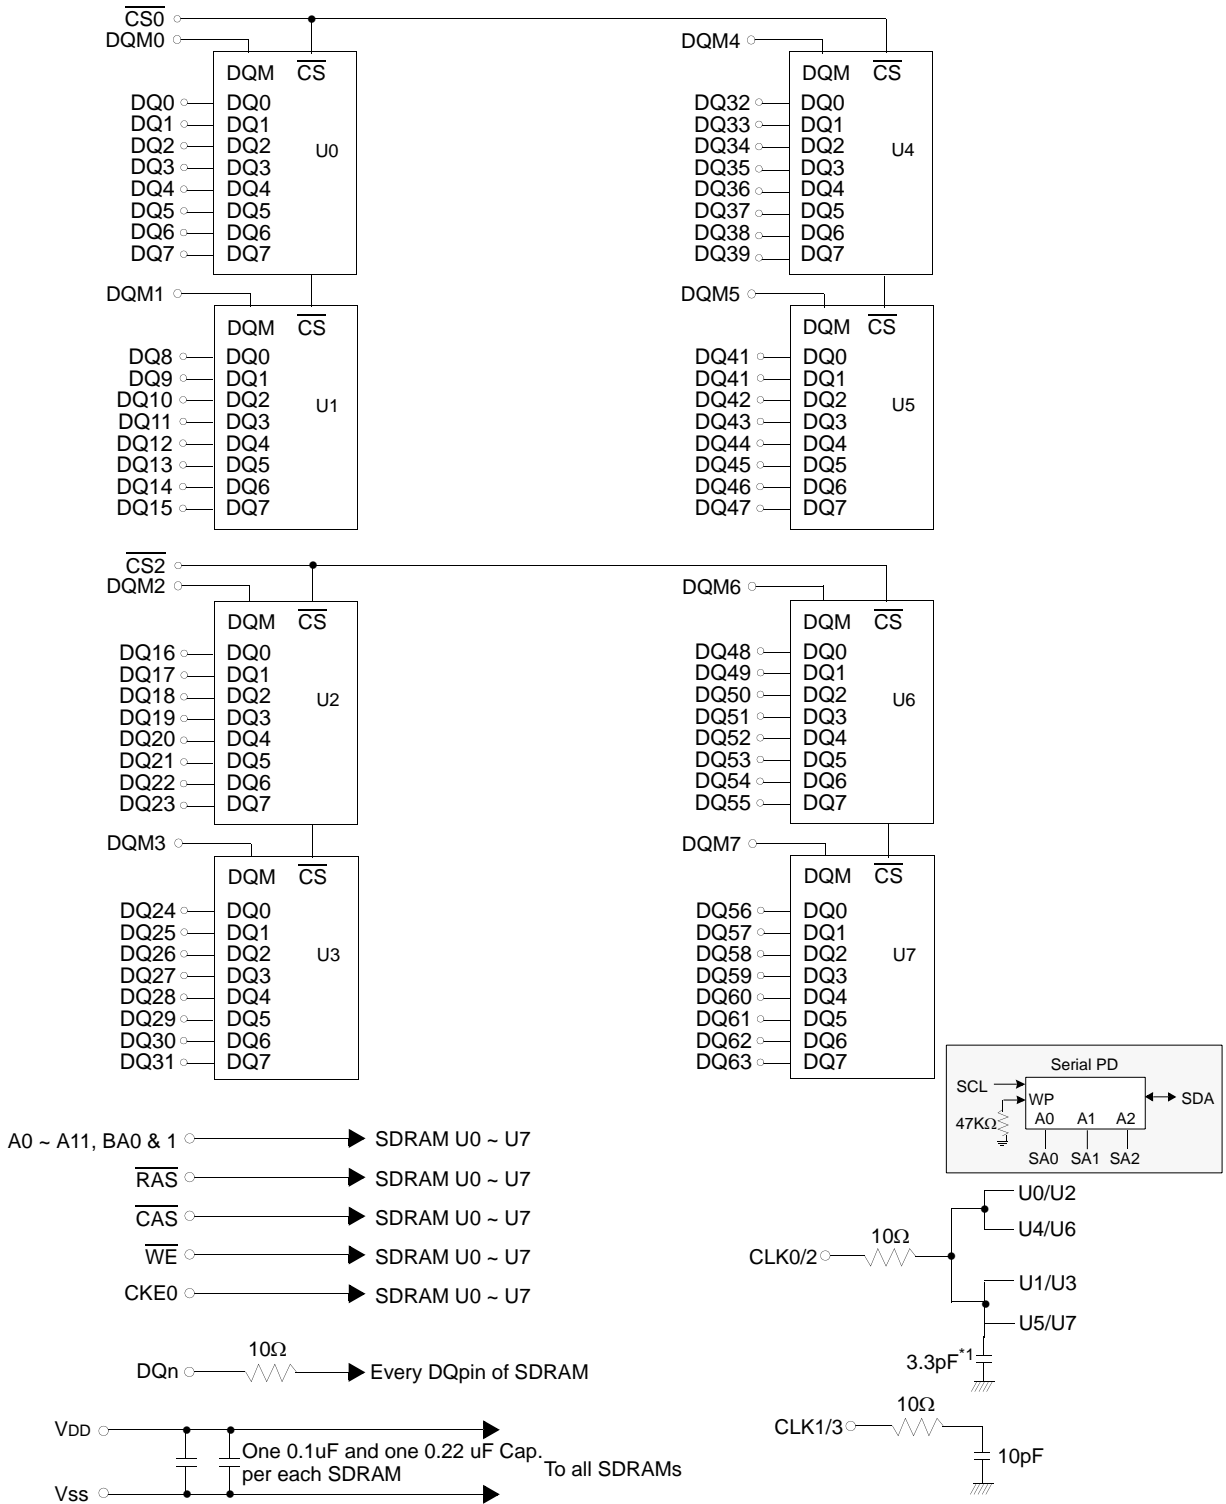 CS0
DQM0
DQM CS
DQ0 DQ0
DQ1 DQ1
DQ2 DQ2
DQ3 DQ3
DQ4 DQ4
DQ5 DQ5
DQ6 DQ6
DQ7 DQ7
U0
DQM1
DQM CS
DQ8 DQ0
DQ9 DQ1
DQ10 DQ2
DQ11 DQ3
DQ12 DQ4
DQ13 DQ5
DQ14 DQ6
DQ15 DQ7
U1
DQM4
DQM CS
DQ32 DQ0
DQ33 DQ1
DQ34 DQ2
DQ35 DQ3
DQ36 DQ4
DQ37 DQ5
DQ38 DQ6
DQ39 DQ7
U4
DQM5
DQM CS
DQ41 DQ0
DQ41 DQ1
DQ42 DQ2
DQ43 DQ3
DQ44 DQ4
DQ45 DQ5
DQ46 DQ6
DQ47 DQ7
U5
CS2
DQM2
DQM CS
DQ16 DQ0
DQ17 DQ1
DQ18 DQ2
DQ19 DQ3
DQ20 DQ4
DQ21 DQ5
DQ22 DQ6
DQ23 DQ7
U2
DQM3
DQM CS
DQ24 DQ0
DQ25 DQ1
DQ26 DQ2
DQ27 DQ3
DQ28 DQ4
DQ29 DQ5
DQ30 DQ6
DQ31 DQ7
U3
DQM6
DQM CS
DQ48 DQ0
DQ49 DQ1
DQ50 DQ2
DQ51 DQ3
DQ52 DQ4
DQ53 DQ5
DQ54 DQ6
DQ55 DQ7
U6
DQM7
DQM CS
DQ56 DQ0
DQ57 DQ1
DQ58 DQ2
DQ59 DQ3
DQ60 DQ4
DQ61 DQ5
DQ62 DQ6
DQ63 DQ7
U7
Serial PD
SCL
WP
SDA
47KΩ
A0 A1 A2
SA0 SA1 SA2
A0 ~ A11, BA0 & 1 SDRAM U0 ~ U7
RAS SDRAM U0 ~ U7
CAS SDRAM U0 ~ U7
WE SDRAM U0 ~ U7
CKE0 SDRAM U0 ~ U7
10Ω
DQn Every DQpin of SDRAM
VDD
One 0.1uF and one 0.22 uF Cap.
per each SDRAM
To all SDRAMs
Vss
U0/U2
U4/U6
10Ω
CLK0/2
U1/U3
U5/U7
3.3pF*1
10Ω
CLK1/3
10pF